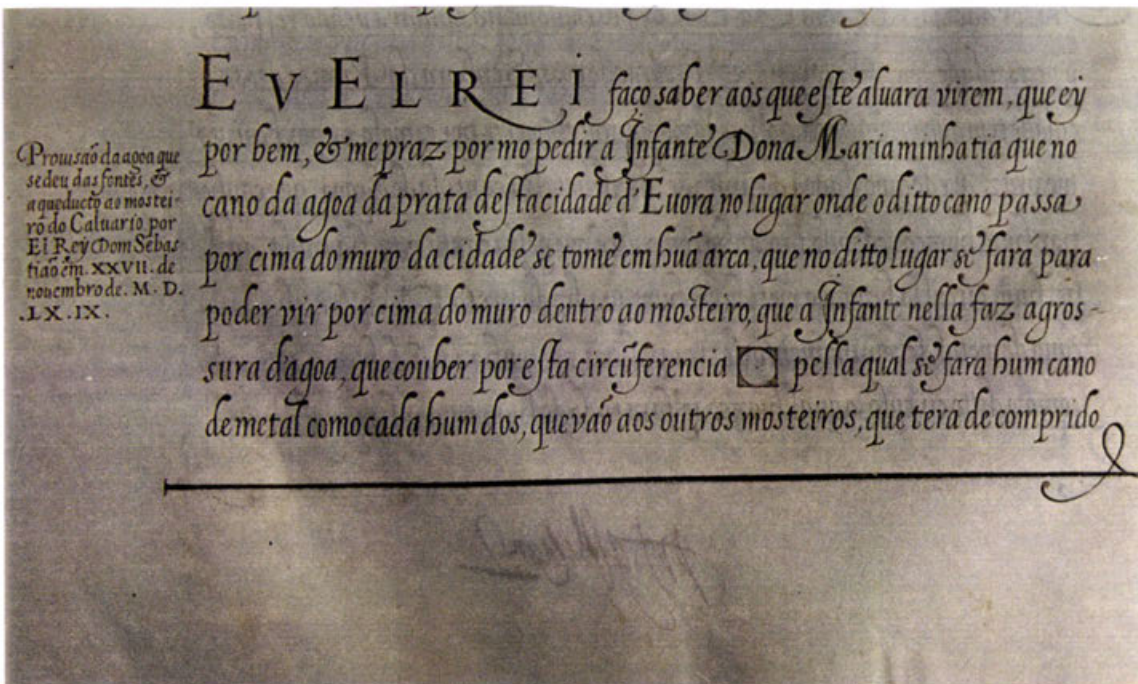 Prouisaõ da agoa que
se deu das fontes, &
aqueducto ao mostei-
ro do Caluario por
El Rey Dom Sebas
tiaõ em. XXVII. de
nouembro de. M. D.
.LX.IX.
EV EL REI faço saber aos que este aluara virem, que ey
por bem, & me praz por mo pedir a Infante Dona Maria minha tia que no
cano da agoa da prata desta cidade d'Euora no lugar onde o ditto cano passa
por cima do muro da cidade se tome em huã arca, que no ditto lugar se fará para
poder vir por cima do muro dentro ao mosteiro, que a Infante nella faz a gros-
sura d'agoa, que couber por esta circũferencia pella qual se fara hum cano
de metal como cada hum dos, que vão aos outros mosteiros, que terá de comprido